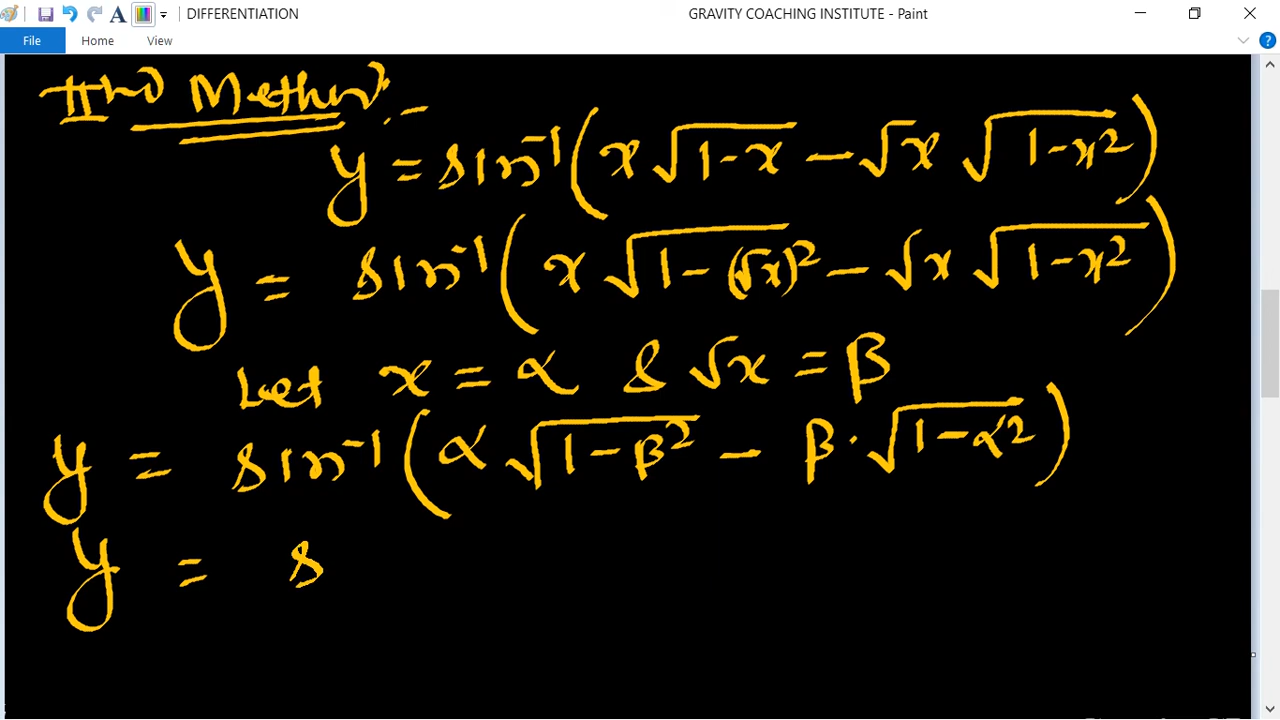 DIFFERENTIATION
GRAVITY COACHING INSTITUTE - Paint
File Home View
IInd Method:-
y = sin⁻¹(x√(1-x) - √x √(1-x²))
y = sin⁻¹(x√(1-(√x)²) - √x √(1-x²))
Let x = α & √x = β
y = sin⁻¹(α√(1-β²) - β·√(1-α²))
y = s